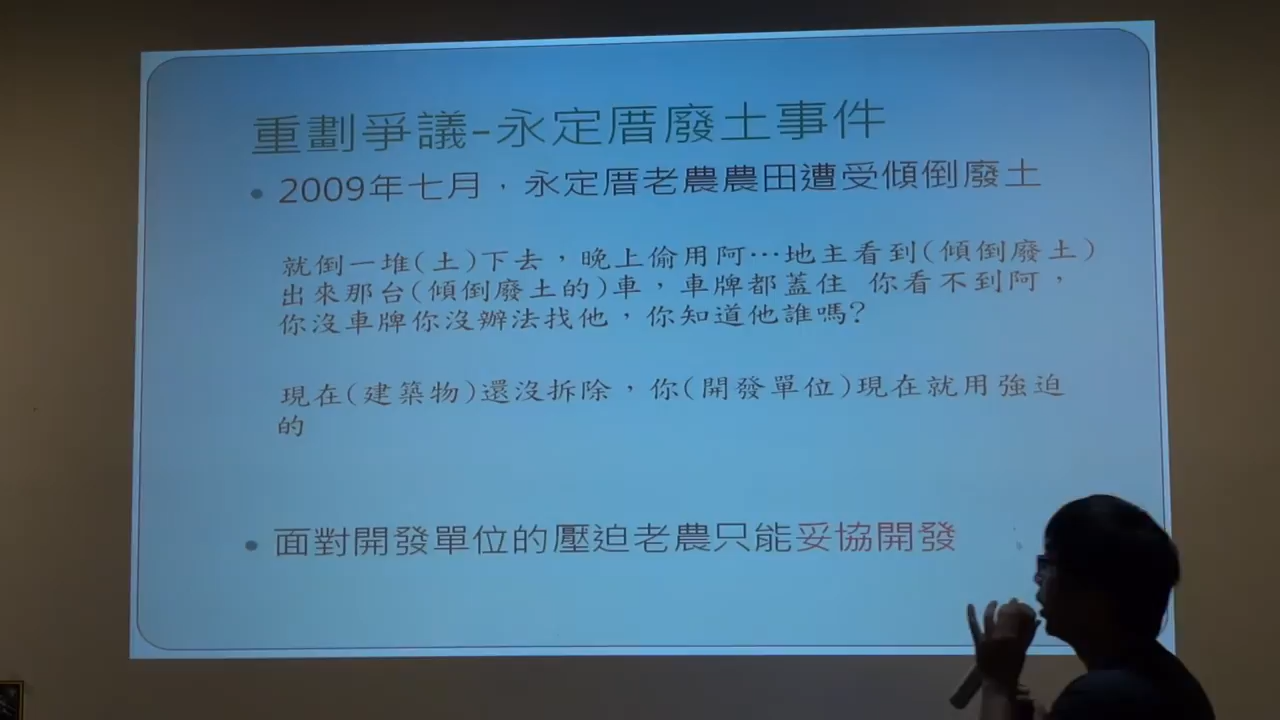 重劃爭議-永定厝廢土事件
• 2009年七月，永定厝老農農田遭受傾倒廢土
就倒一堆(土)下去，晚上偷用阿…地主看到(傾倒廢土)
出來那台(傾倒廢土的)車，車牌都蓋住 你看不到阿，
你沒車牌你沒辦法找他，你知道他誰嗎?
現在(建築物)還沒拆除，你(開發單位)現在就用強迫
的
• 面對開發單位的壓迫老農只能妥協開發